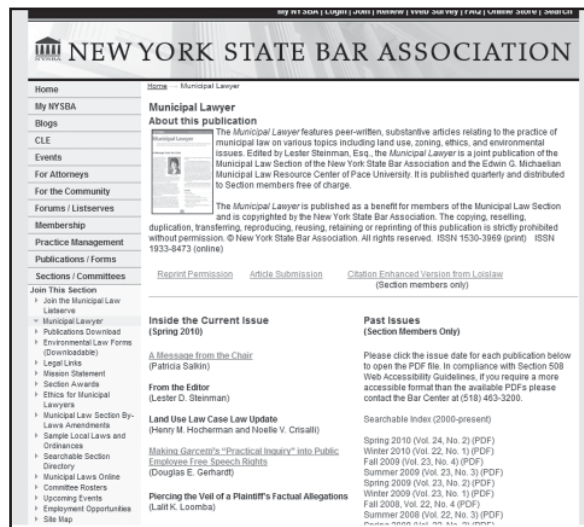 My NYSBA | Login | Join | Renew | Web Survey | FAQ | Online Store | Search
NYSBA
NEW YORK STATE BAR ASSOCIATION
Home
My NYSBA
Blogs
CLE
Events
For Attorneys
For the Community
Forums / Listserves
Membership
Practice Management
Publications / Forms
Sections / Committees
Join This Section
Join the Municipal Law
Listserve
Municipal Lawyer
Publications Download
Environmental Law Forms
(Downloadable)
Legal Links
Mission Statement
Section Awards
Ethics for Municipal
Lawyers
Municipal Law Section By-
Laws Amendments
Sample Local Laws and
Ordinances
Searchable Section
Directory
Municipal Laws Online
Committee Rosters
Upcoming Events
Employment Opportunities
Site Map
Home → Municipal Lawyer
Municipal Lawyer
About this publication
The Municipal Lawyer features peer-written, substantive articles relating to the practice of
municipal law on various topics including land use, zoning, ethics, and environmental
issues. Edited by Lester Steinman, Esq., the Municipal Lawyer is a joint publication of the
Municipal Law Section of the New York State Bar Association and the Edwin G. Michaelian
Municipal Law Resource Center of Pace University. It is published quarterly and distributed
to Section members free of charge.
The Municipal Lawyer is published as a benefit for members of the Municipal Law Section
and is copyrighted by the New York State Bar Association. The copying, reselling,
duplication, transferring, reproducing, reusing, retaining or reprinting of this publication is strictly prohibited
without permission. © New York State Bar Association. All rights reserved. ISSN 1530-3969 (print) ISSN
1933-8473 (online)
Reprint Permission Article Submission Citation Enhanced Version from Loislaw
(Section members only)
Inside the Current Issue
(Spring 2010)
A Message from the Chair
(Patricia Salkin)
From the Editor
(Lester D. Steinman)
Land Use Law Case Law Update
(Henry M. Hocherman and Noelle V. Crisalli)
Making Garcetti's "Practical Inquiry" into Public
Employee Free Speech Rights
(Douglas E. Gerhardt)
Piercing the Veil of a Plaintiff's Factual Allegations
(Lalit K. Loomba)
Past Issues
(Section Members Only)
Please click the issue date for each publication below
to open the PDF file. In compliance with Section 508
Web Accessibility Guidelines, if you require a more
accessible format than the available PDFs please
contact the Bar Center at (518) 463-3200.
Searchable Index (2000-present)
Spring 2010 (Vol. 24, No. 2) (PDF)
Winter 2010 (Vol. 22, No. 1) (PDF)
Fall 2009 (Vol. 23, No. 4) (PDF)
Summer 2009 (Vol. 23, No. 3) (PDF)
Spring 2009 (Vol. 23, No. 2) (PDF)
Winter 2009 (Vol. 23, No. 1) (PDF)
Fall 2008, Vol. 22, No. 4 (PDF)
Summer 2008 (Vol. 22, No. 3) (PDF)
Spring 2008 (Vol. 22, No. 2) (PDF)